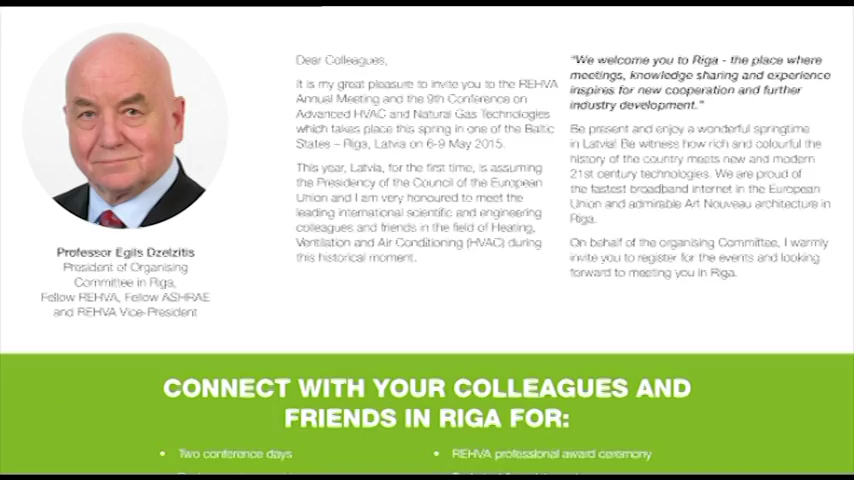 Professor Egils Dzelzitis
President of Organising
Committee in Riga,
Fellow REHVA, Fellow ASHRAE
and REHVA Vice-President
Dear Colleagues,
It is my great pleasure to invite you to the REHVA
Annual Meeting and the 9th Conference on
Advanced HVAC and Natural Gas Technologies
which takes place this spring in one of the Baltic
States – Riga, Latvia on 6-9 May 2015.
This year, Latvia, for the first time, is assuming
the Presidency of the Council of the European
Union and I am very honoured to meet the
leading international scientific and engineering
colleagues and friends in the field of Heating,
Ventilation and Air Conditioning (HVAC) during
this historical moment.
"We welcome you to Riga - the place where
meetings, knowledge sharing and experience
inspires for new cooperation and further
industry development."
Be present and enjoy a wonderful springtime
in Latvia! Be witness how rich and colourful the
history of the country meets new and modern
21st century technologies. We are proud of
the fastest broadband internet in the European
Union and admirable Art Nouveau architecture in
Riga.
On behalf of the organising Committee, I warmly
invite you to register for the events and looking
forward to meeting you in Riga.
CONNECT WITH YOUR COLLEAGUES AND
FRIENDS IN RIGA FOR:
• Two conference days
• REHVA professional award ceremony